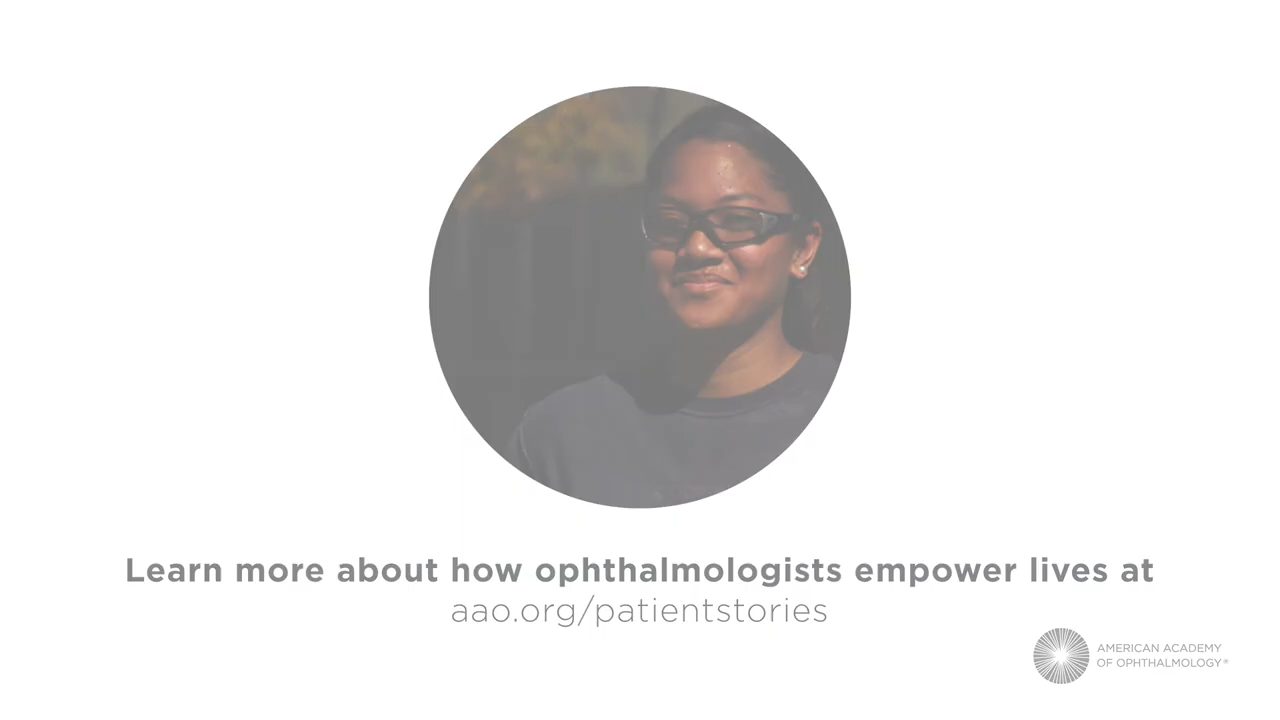 Learn more about how ophthalmologists empower lives at
aao.org/patientstories
AMERICAN ACADEMY
OF OPHTHALMOLOGY®